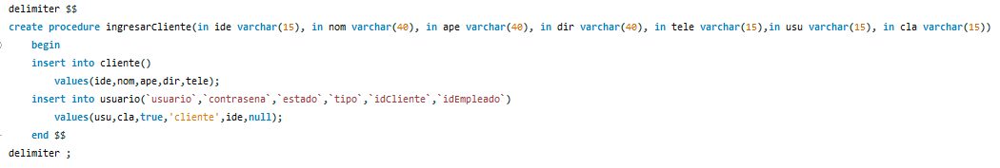 delimiter $$
create procedure ingresarCliente(in ide varchar(15), in nom varchar(40), in ape varchar(40), in dir varchar(40), in tele varchar(15),in usu varchar(15), in cla varchar(15))
begin
insert into cliente()
values(ide,nom,ape,dir,tele);
insert into usuario(`usuario`,`contrasena`,`estado`,`tipo`,`idCliente`,`idEmpleado`)
values(usu,cla,true,'cliente',ide,null);
end $$
delimiter ;